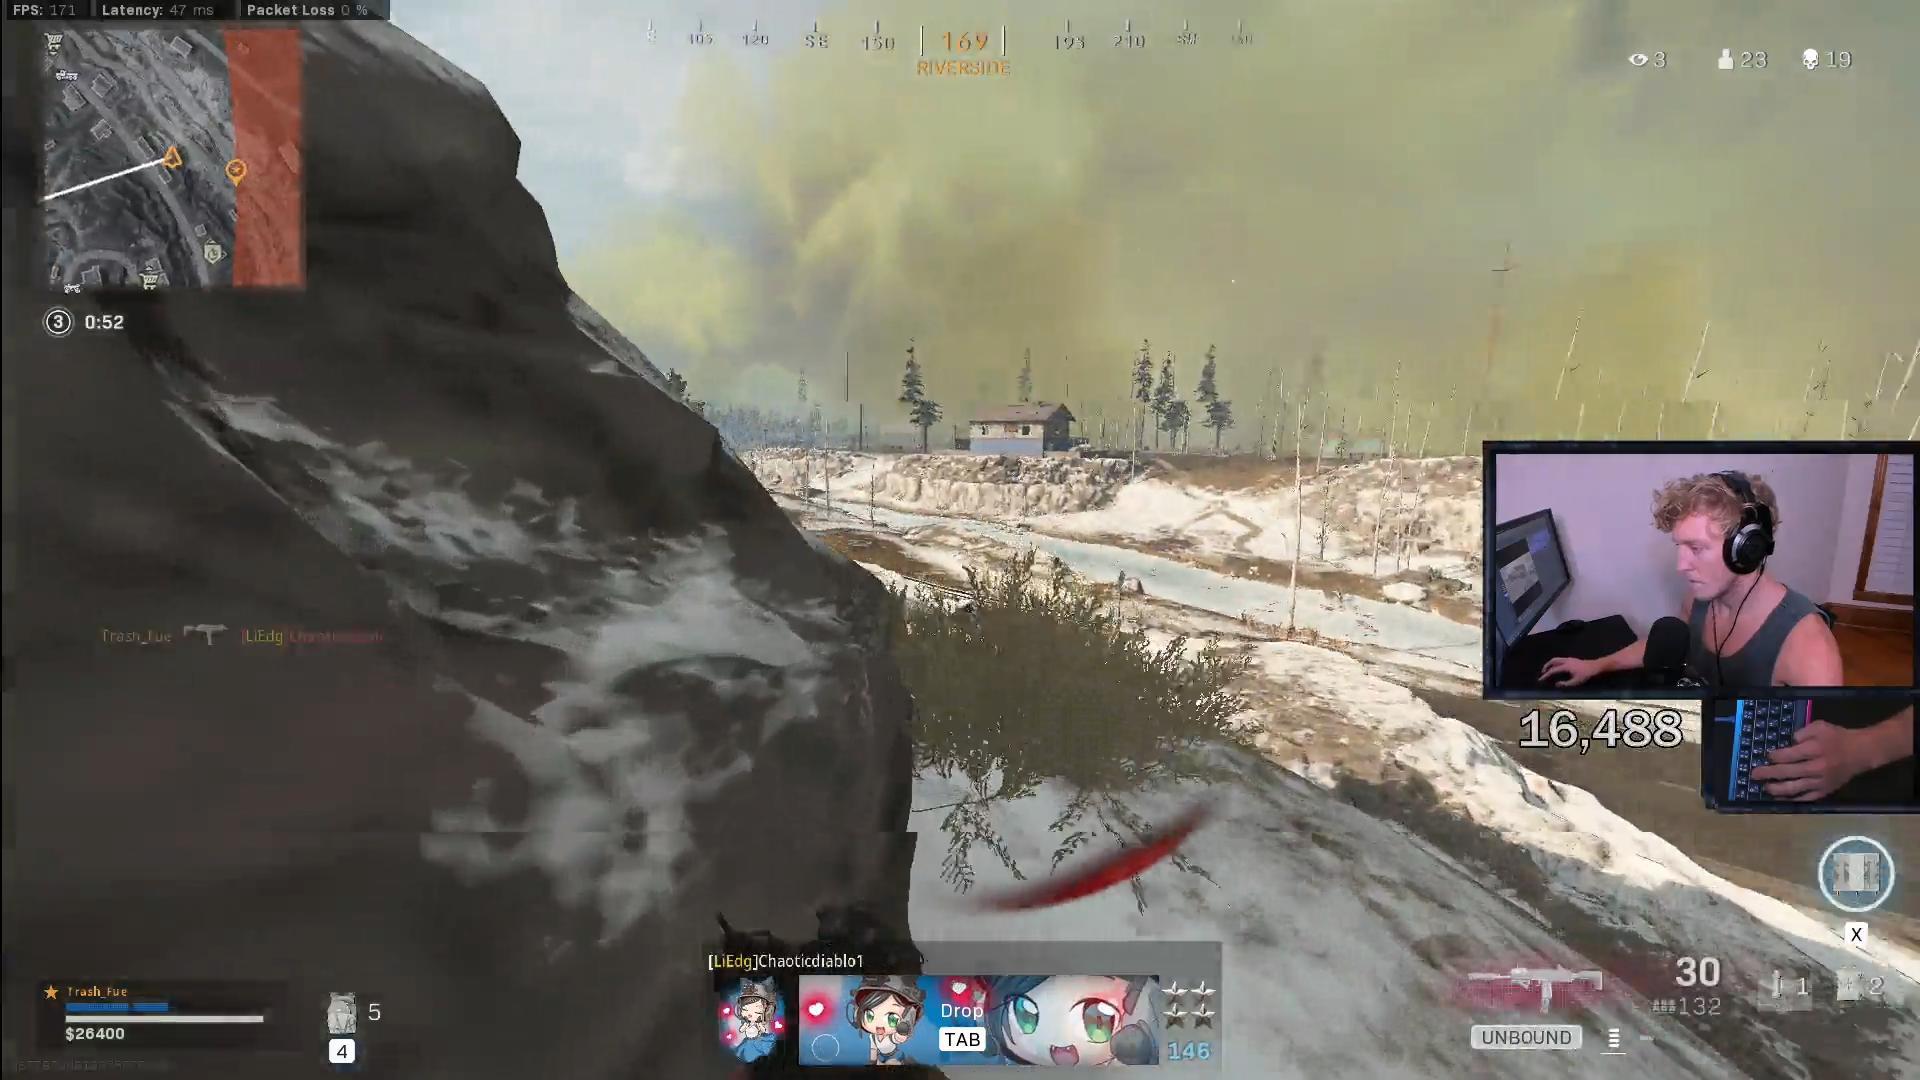 FPS: 171 Latency: 47 ms Packet Loss 0 %
105 120 SE 150 169 195 210 SW
RIVERSIDE
3 23 19
3 0:52
Trash_Fue [LiEdg]
16,488
X
[LiEdg]Chaoticdiablo1
Drop
TAB
146
Trash_Fue
$26400
5
4
30
132
1 2
UNBOUND